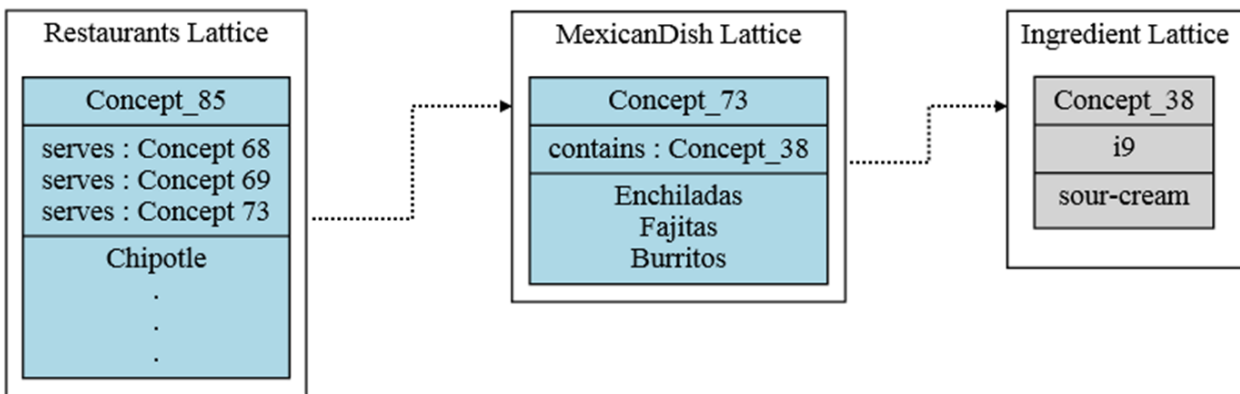 Restaurants Lattice
Concept_85
serves : Concept 68
serves : Concept 69
serves : Concept 73
Chipotle
.
.
.
MexicanDish Lattice
Concept_73
contains : Concept_38
Enchiladas
Fajitas
Burritos
Ingredient Lattice
Concept_38
i9
sour-cream